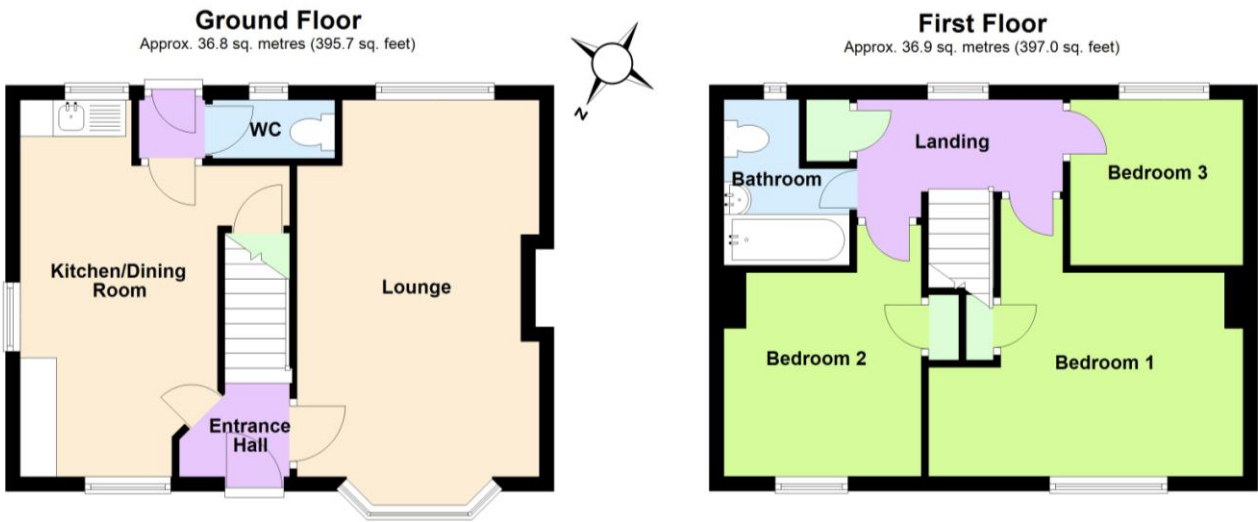 Ground Floor
Approx. 36.8 sq. metres (395.7 sq. feet)
WC
Kitchen/Dining
Room
Lounge
Entrance
Hall
N
First Floor
Approx. 36.9 sq. metres (397.0 sq. feet)
Landing
Bathroom
Bedroom 3
Bedroom 2
Bedroom 1